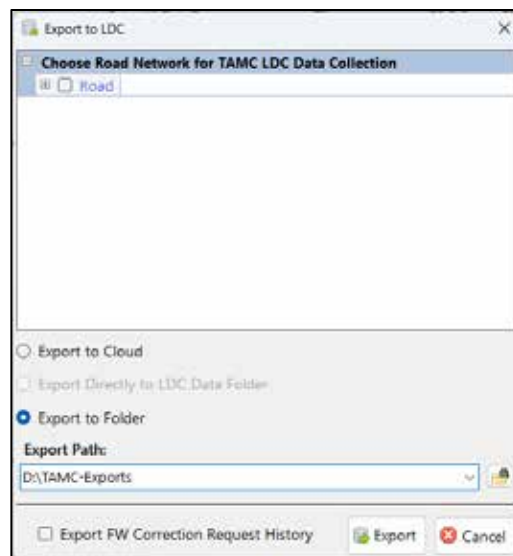 Export to LDC
Choose Road Network for TAMC LDC Data Collection
Road
Export to Cloud
Export Directly to LDC Data Folder
Export to Folder
Export Path:
D:\TAMC-Exports
Export FW Correction Request History
Export
Cancel